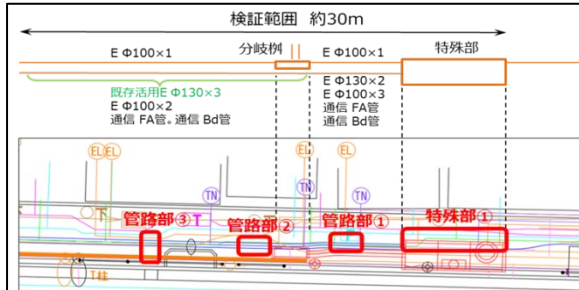 検証範囲 約30m
E Φ100×1
分岐桝
E Φ100×1
特殊部
既存活用E Φ130×3
E Φ100×2
通信 FA管。通信 Bd管
E Φ130×2
E Φ100×3
通信 FA管
通信 Bd管
EL
EL
EL
EL
TN
TN
TN
下
T
下
管路部③
管路部②
管路部①
特殊部①
T柱